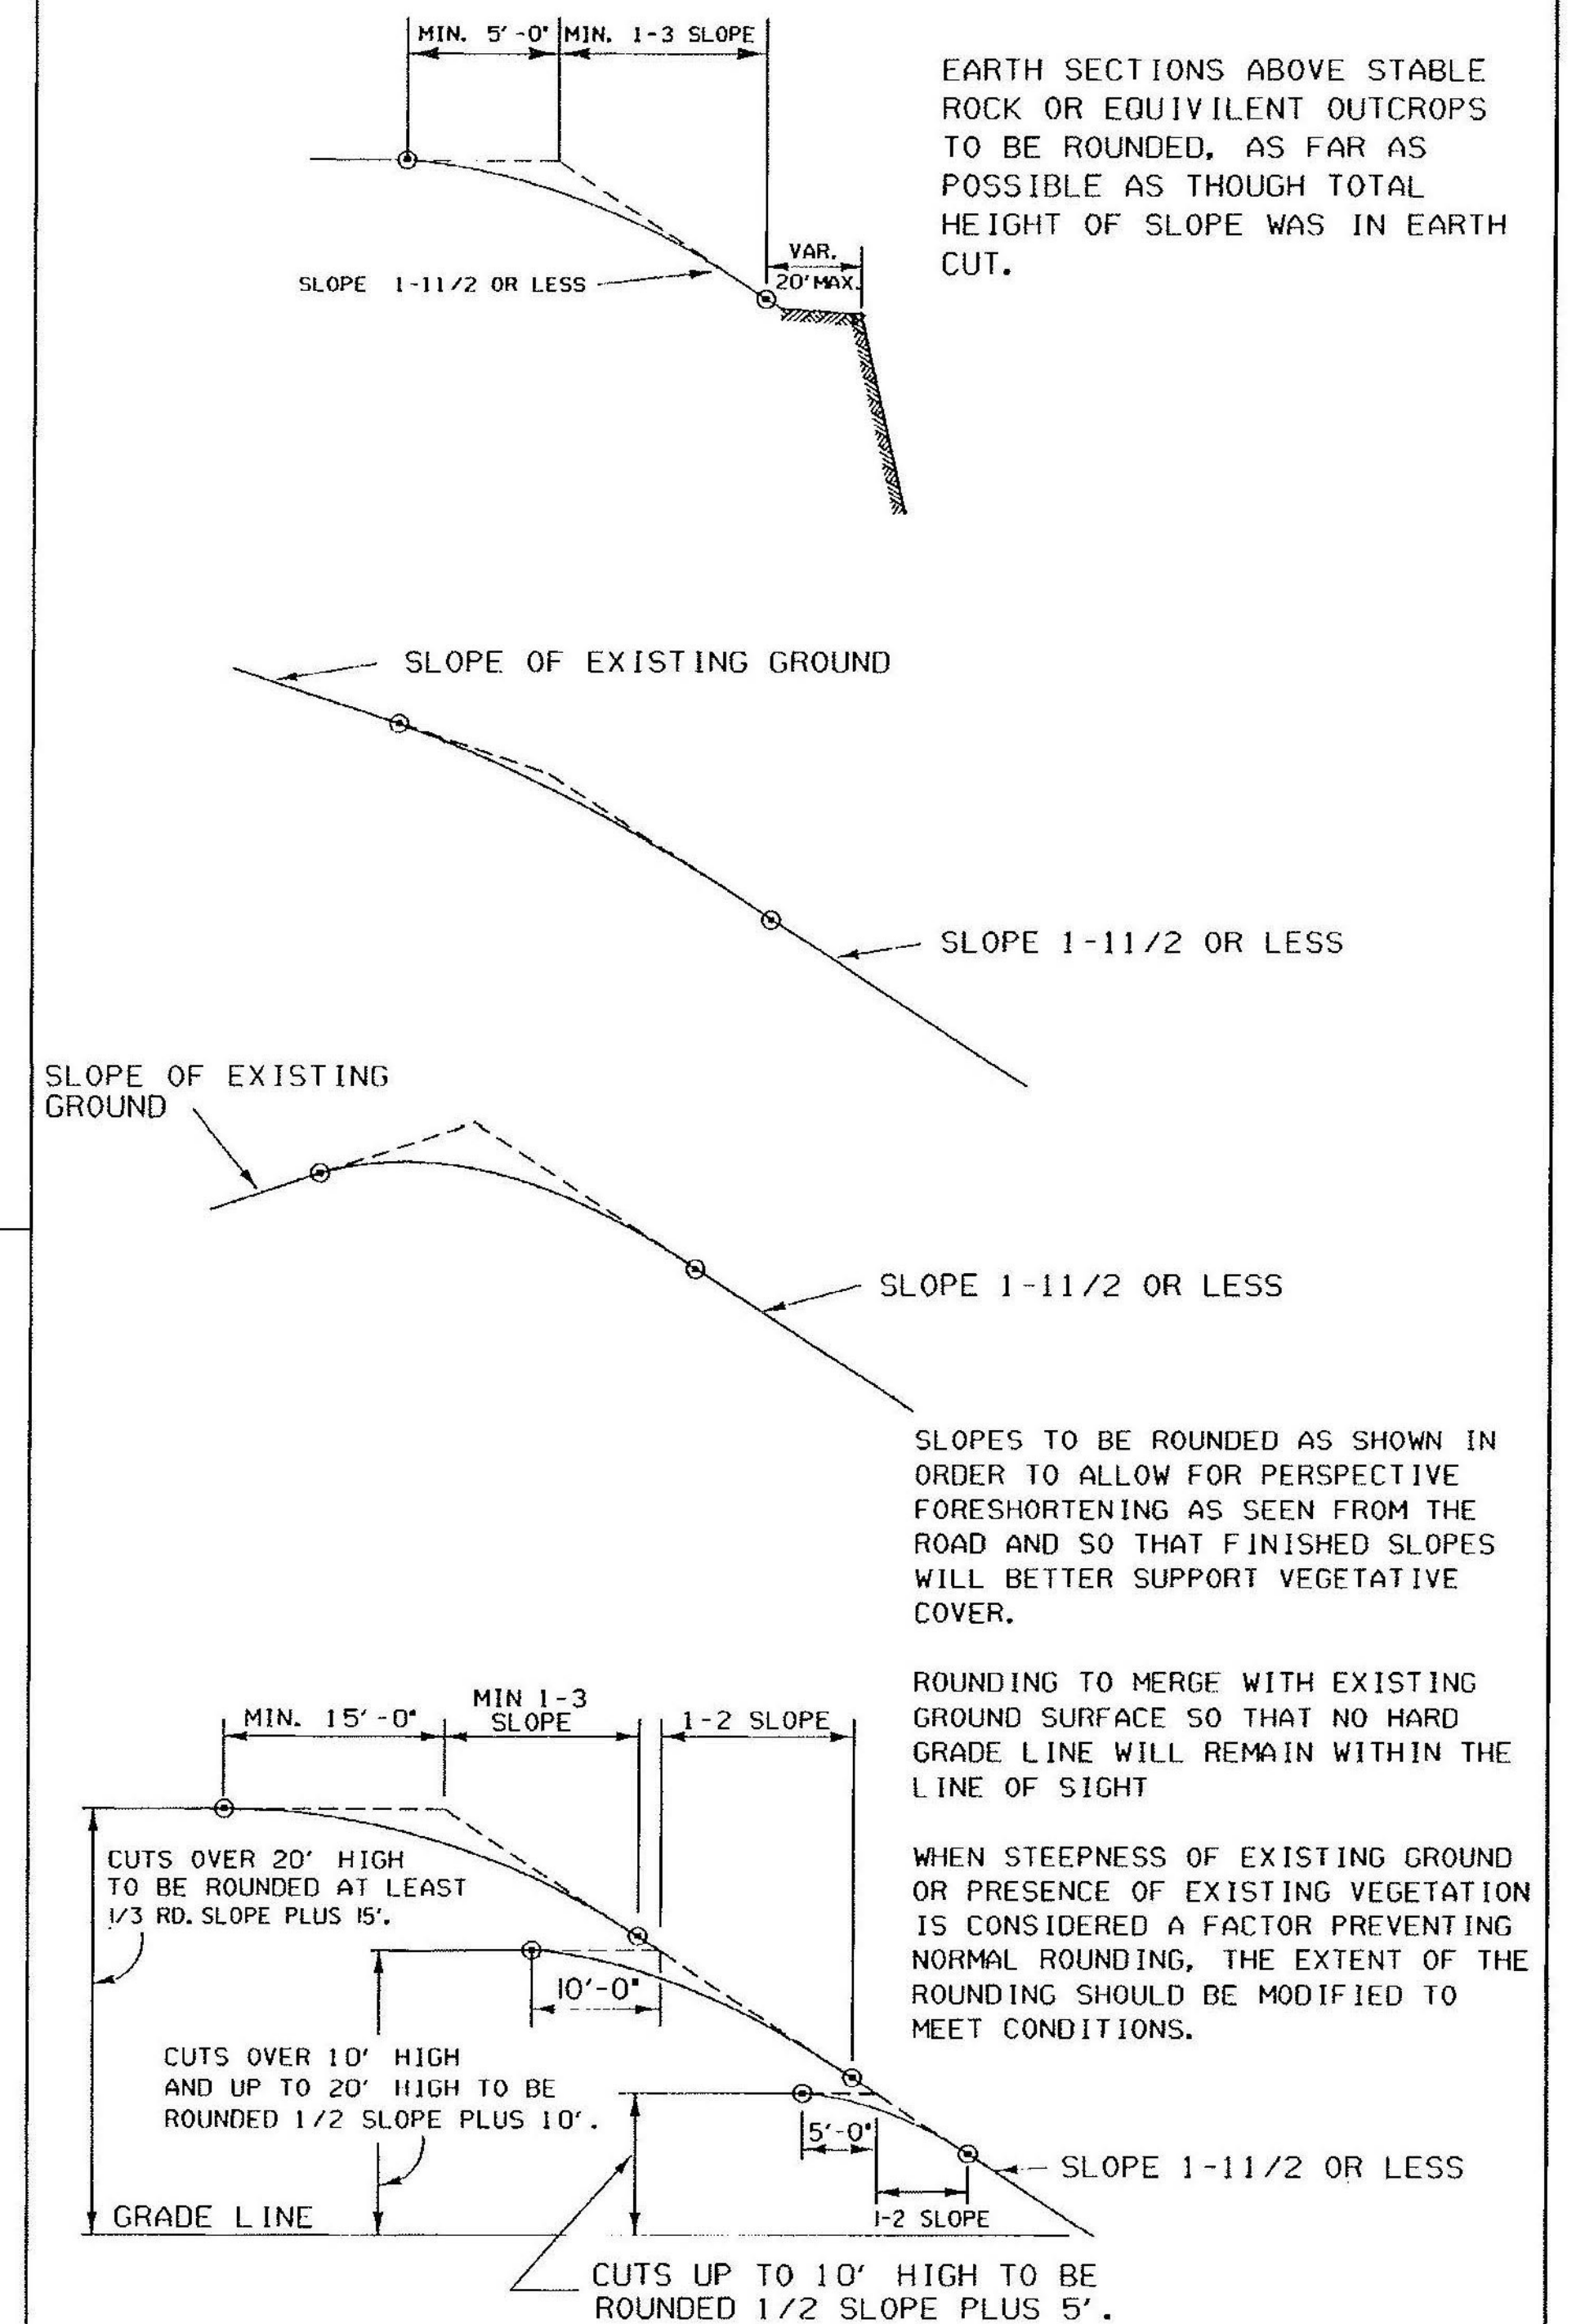 MIN. 5'-0" MIN. 1-3 SLOPE
EARTH SECTIONS ABOVE STABLE
ROCK OR EQUIVILENT OUTCROPS
TO BE ROUNDED, AS FAR AS
POSSIBLE AS THOUGH TOTAL
HEIGHT OF SLOPE WAS IN EARTH
CUT.
VAR.
20'MAX.
SLOPE 1-11/2 OR LESS
SLOPE OF EXISTING GROUND
SLOPE 1-11/2 OR LESS
SLOPE OF EXISTING
GROUND
SLOPE 1-11/2 OR LESS
SLOPES TO BE ROUNDED AS SHOWN IN
ORDER TO ALLOW FOR PERSPECTIVE
FORESHORTENING AS SEEN FROM THE
ROAD AND SO THAT FINISHED SLOPES
WILL BETTER SUPPORT VEGETATIVE
COVER.
ROUNDING TO MERGE WITH EXISTING
GROUND SURFACE SO THAT NO HARD
GRADE LINE WILL REMAIN WITHIN THE
LINE OF SIGHT
WHEN STEEPNESS OF EXISTING GROUND
OR PRESENCE OF EXISTING VEGETATION
IS CONSIDERED A FACTOR PREVENTING
NORMAL ROUNDING, THE EXTENT OF THE
ROUNDING SHOULD BE MODIFIED TO
MEET CONDITIONS.
MIN. 15'-0"
MIN 1-3
SLOPE
1-2 SLOPE
CUTS OVER 20' HIGH
TO BE ROUNDED AT LEAST
1/3 RD. SLOPE PLUS 15'.
10'-0"
CUTS OVER 10' HIGH
AND UP TO 20' HIGH TO BE
ROUNDED 1/2 SLOPE PLUS 10'.
5'-0"
SLOPE 1-11/2 OR LESS
1-2 SLOPE
GRADE LINE
CUTS UP TO 10' HIGH TO BE
ROUNDED 1/2 SLOPE PLUS 5'.